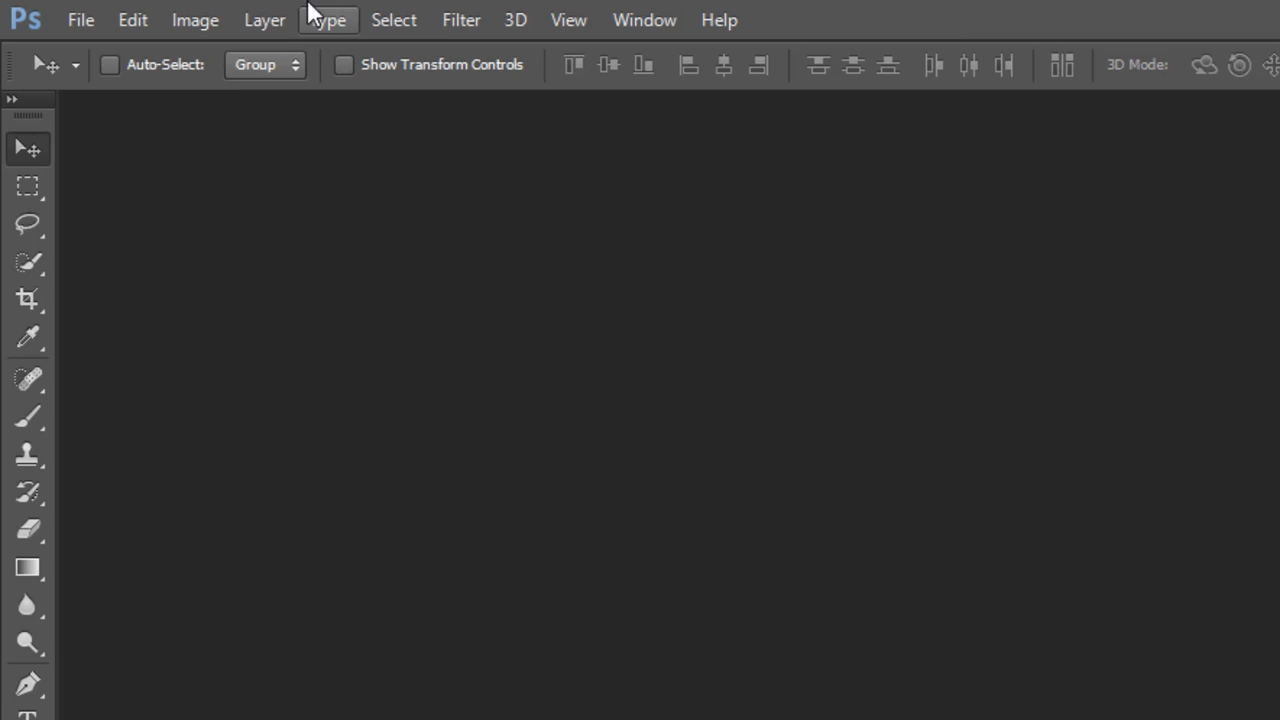 Ps File Edit Image Layer Type Select Filter 3D View Window Help
Auto-Select: Group Show Transform Controls 3D Mode: